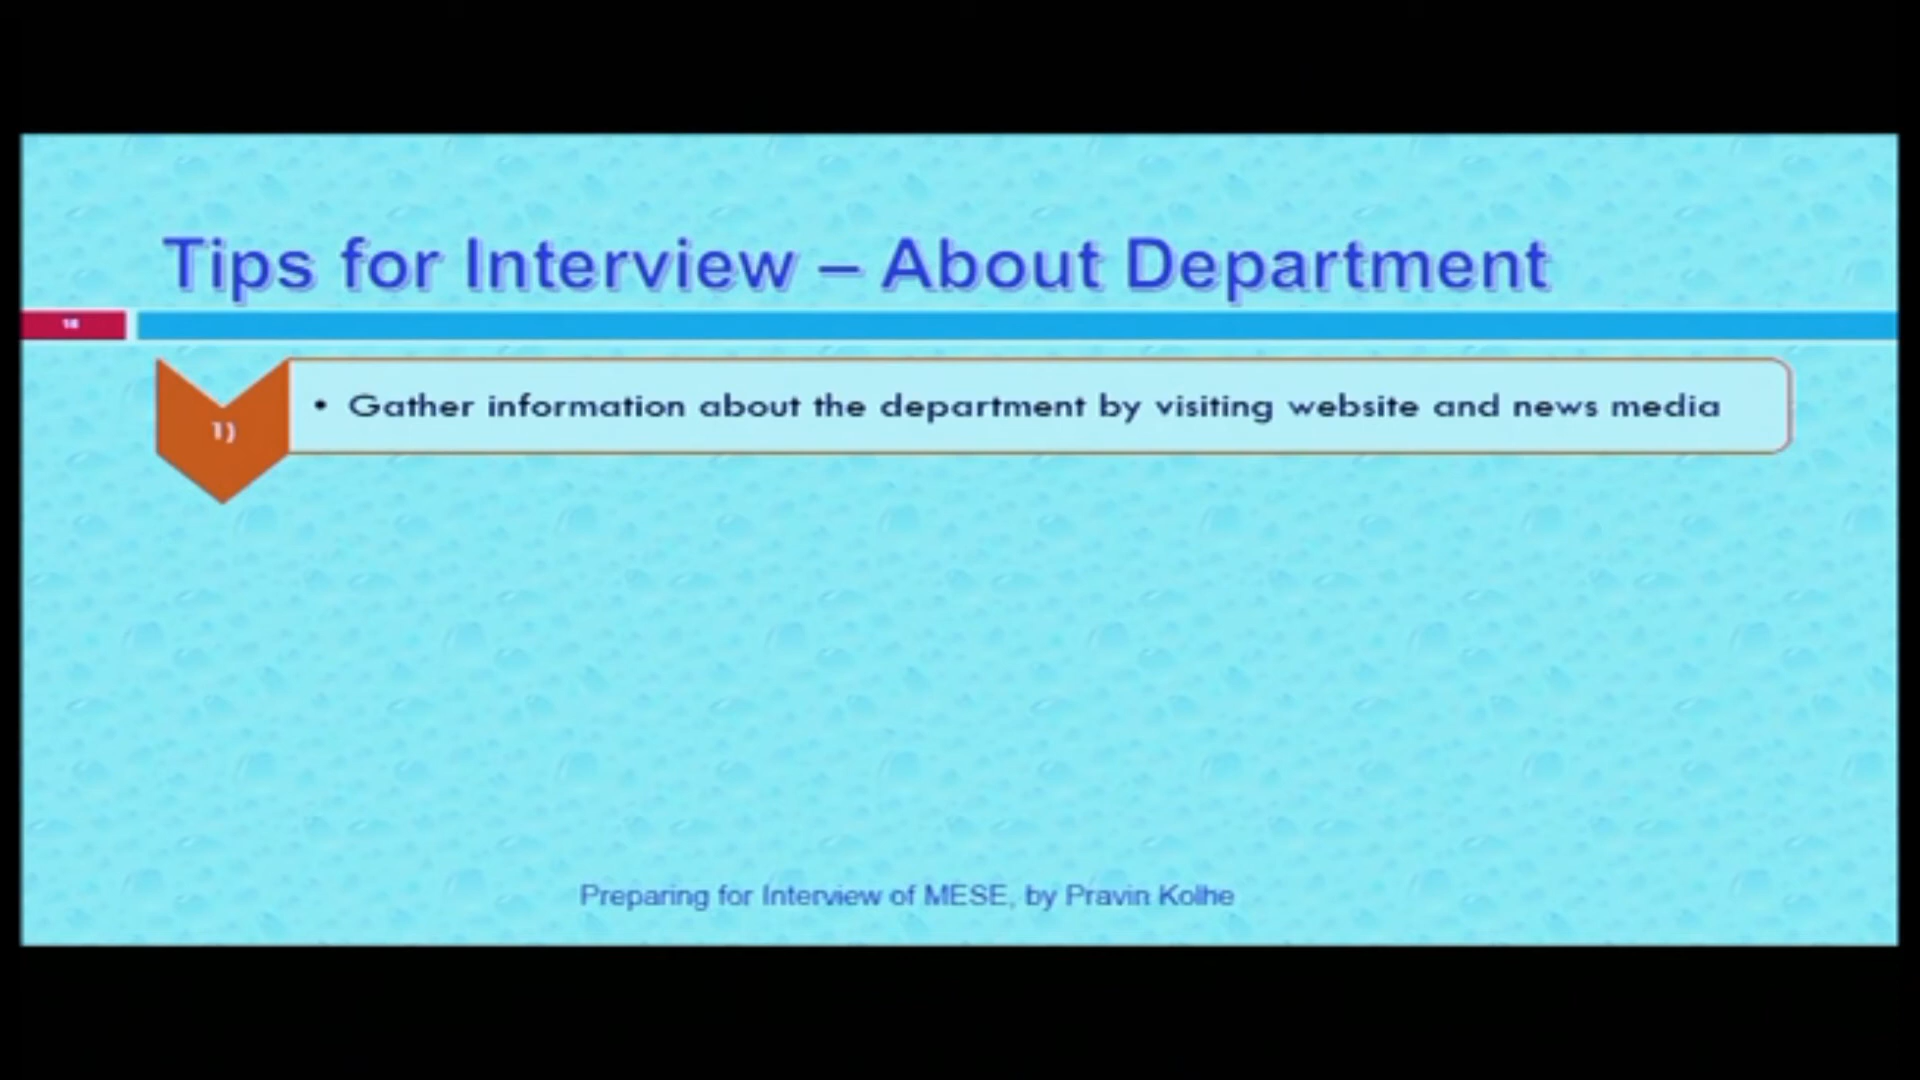 Tips for Interview – About Department
1)
• Gather information about the department by visiting website and news media
Preparing for Interview of MESE, by Pravin Kolhe